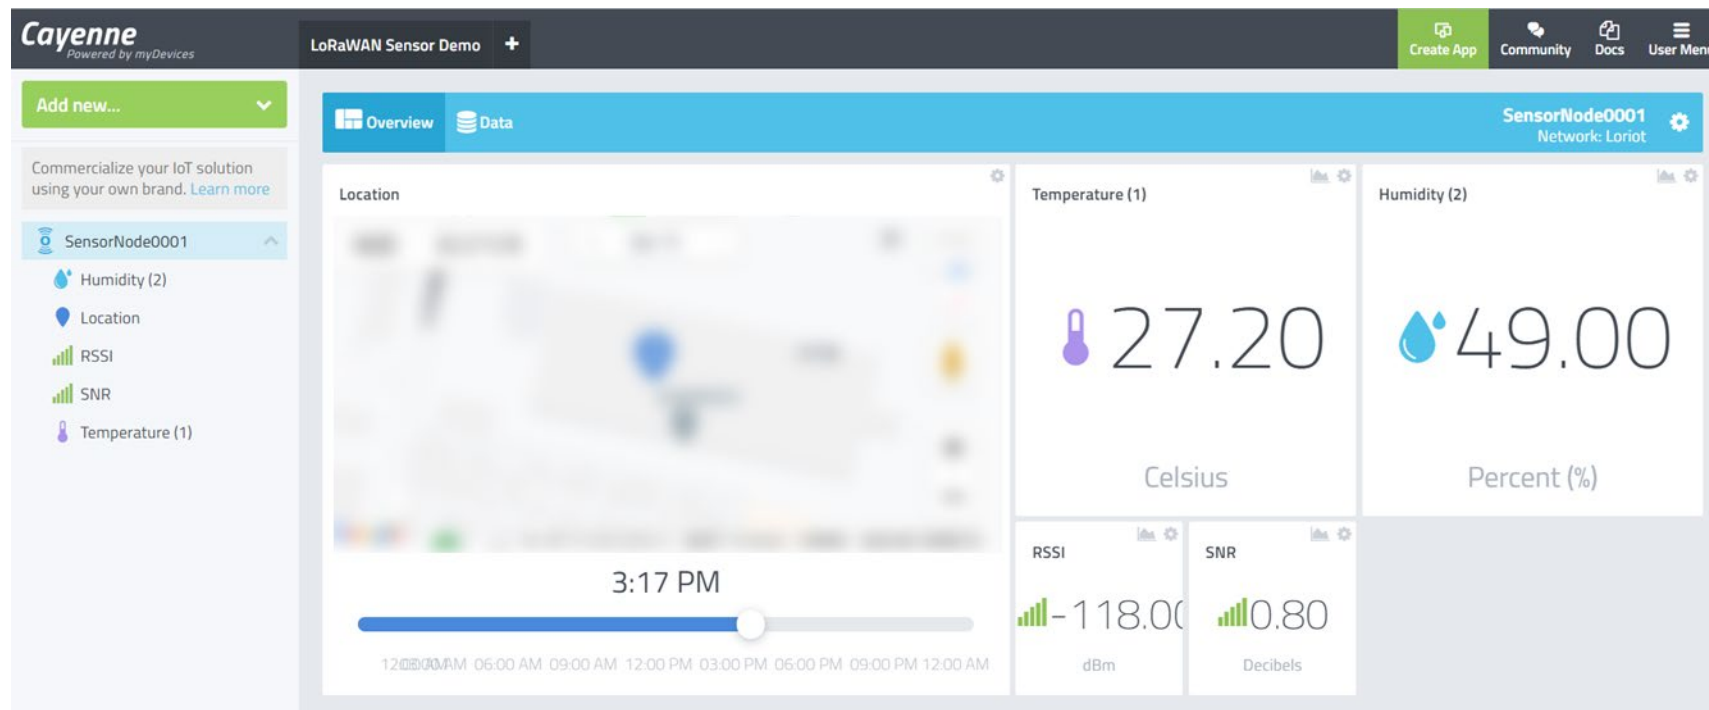 Cayenne
Powered by myDevices
LoRaWAN Sensor Demo +
Create App
Community
Docs
User Men
Add new...
Commercialize your IoT solution
using your own brand. Learn more
SensorNode0001
Humidity (2)
Location
RSSI
SNR
Temperature (1)
Overview
Data
SensorNode0001
Network: Loriot
Location
3:17 PM
06:00 AM 09:00 AM 12:00 PM 03:00 PM 06:00 PM 09:00 PM 12:00 AM
Temperature (1)
27.20
Celsius
Humidity (2)
49.00
Percent (%)
RSSI
-118.00
dBm
SNR
0.80
Decibels